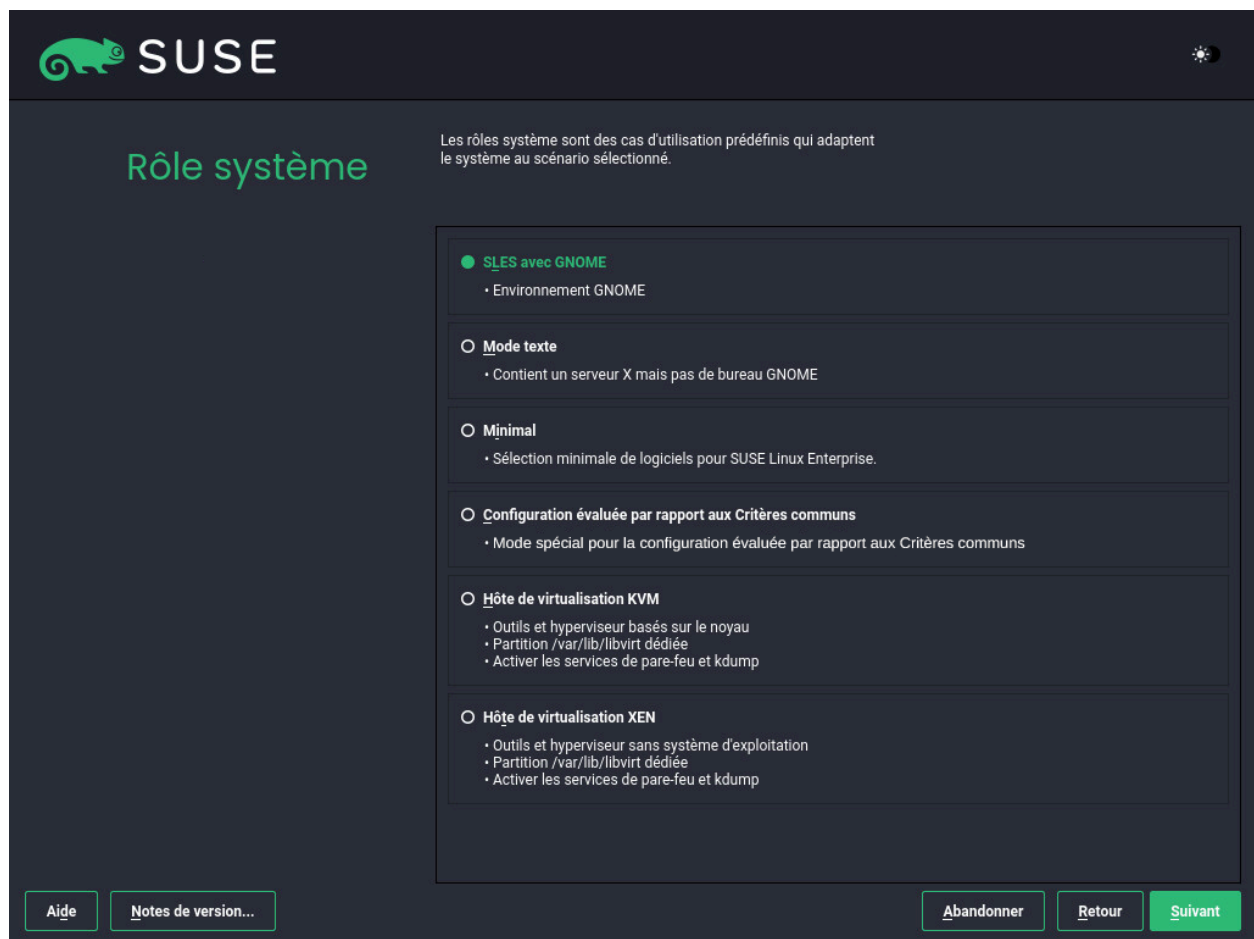 SUSE
Rôle système
Les rôles système sont des cas d'utilisation prédéfinis qui adaptent
le système au scénario sélectionné.
SLES avec GNOME
• Environnement GNOME
Mode texte
• Contient un serveur X mais pas de bureau GNOME
Minimal
• Sélection minimale de logiciels pour SUSE Linux Enterprise.
Configuration évaluée par rapport aux Critères communs
• Mode spécial pour la configuration évaluée par rapport aux Critères communs
Hôte de virtualisation KVM
• Outils et hyperviseur basés sur le noyau
• Partition /var/lib/libvirt dédiée
• Activer les services de pare-feu et kdump
Hôte de virtualisation XEN
• Outils et hyperviseur sans système d'exploitation
• Partition /var/lib/libvirt dédiée
• Activer les services de pare-feu et kdump
Aide Notes de version... Abandonner Retour Suivant